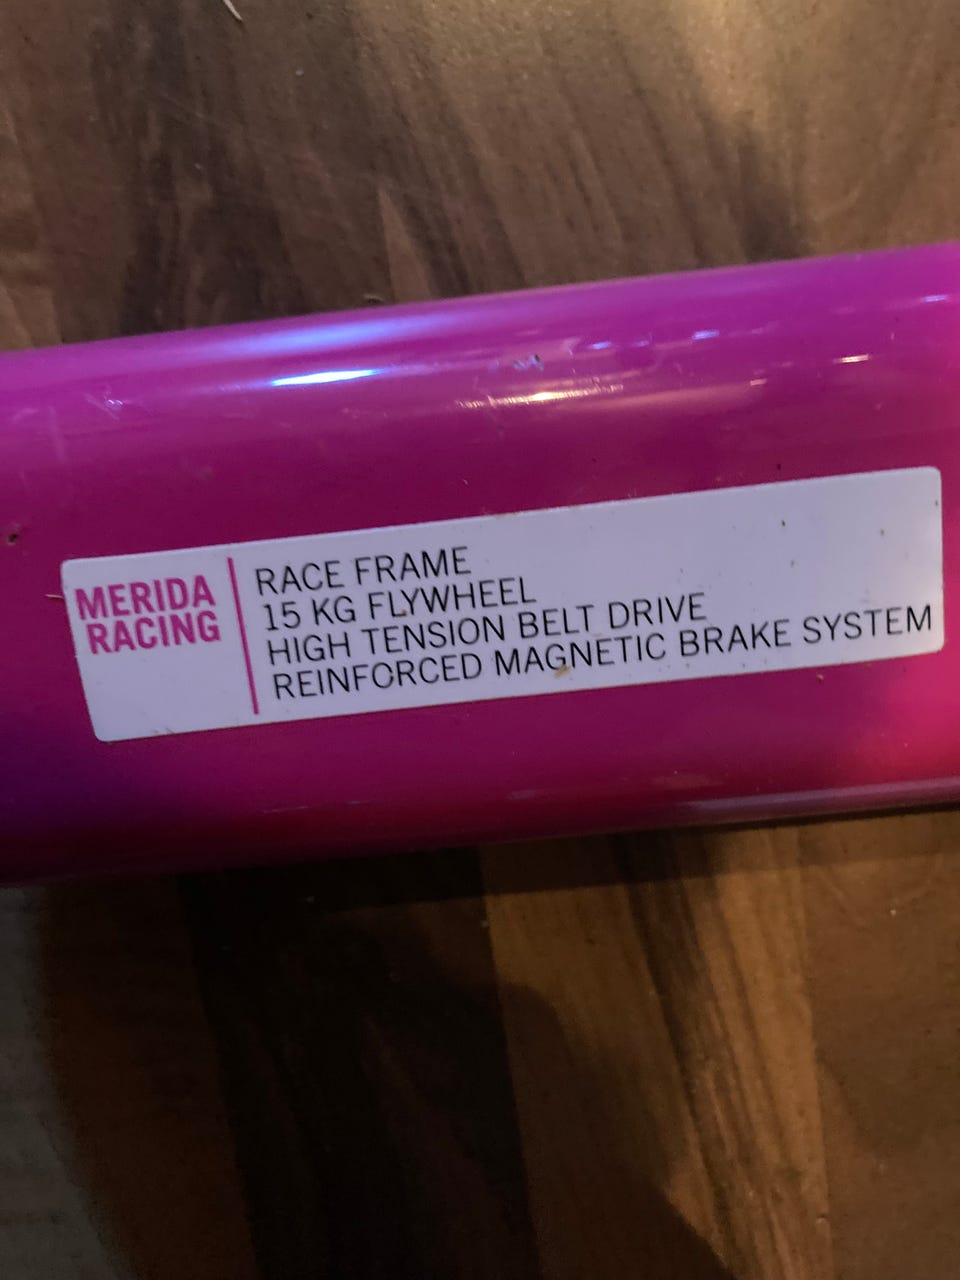 MERIDA
RACING
RACE FRAME
15 KG FLYWHEEL
HIGH TENSION BELT DRIVE
REINFORCED MAGNETIC BRAKE SYSTEM